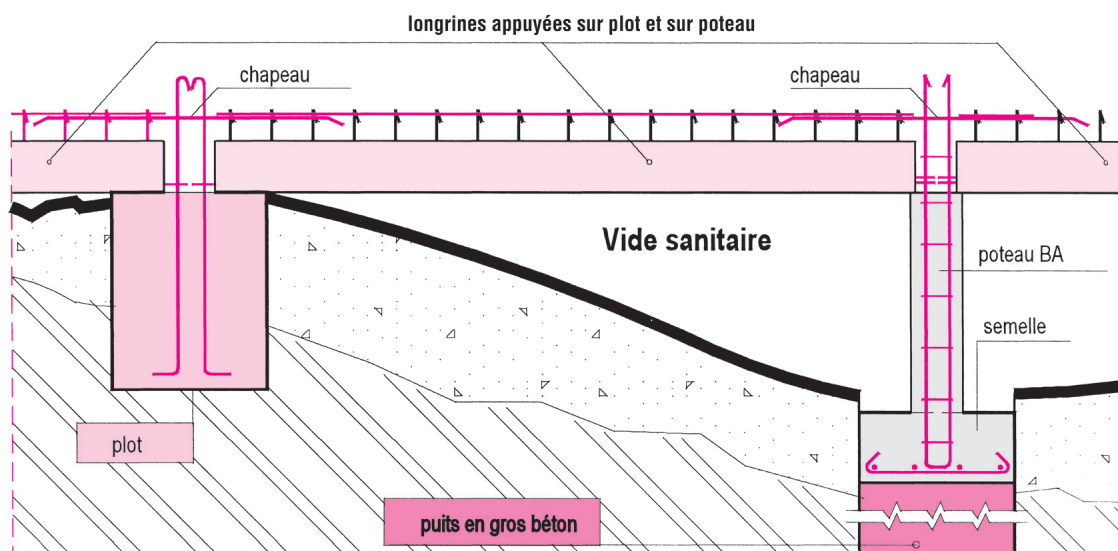 longrines appuyées sur plot et sur poteau
chapeau
chapeau
Vide sanitaire
poteau BA
semelle
plot
puits en gros béton